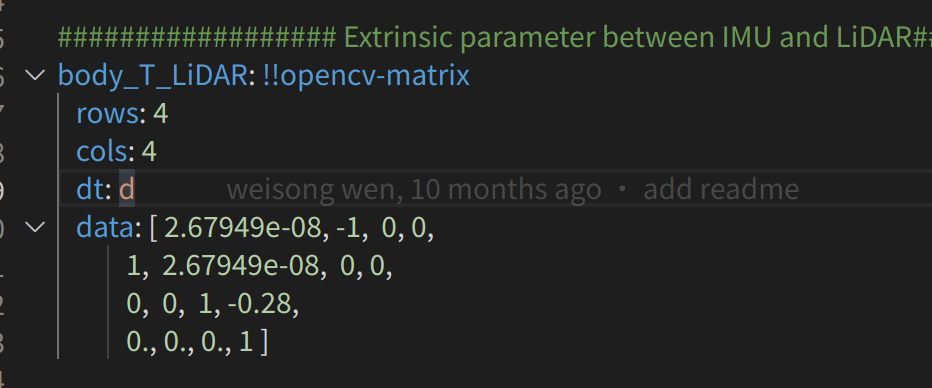 ################## Extrinsic parameter between IMU and LiDAR#
body_T_LiDAR: !!opencv-matrix
rows: 4
cols: 4
dt: d weisong wen, 10 months ago • add readme
data: [ 2.67949e-08, -1, 0, 0,
1, 2.67949e-08, 0, 0,
0, 0, 1, -0.28,
0., 0., 0., 1 ]